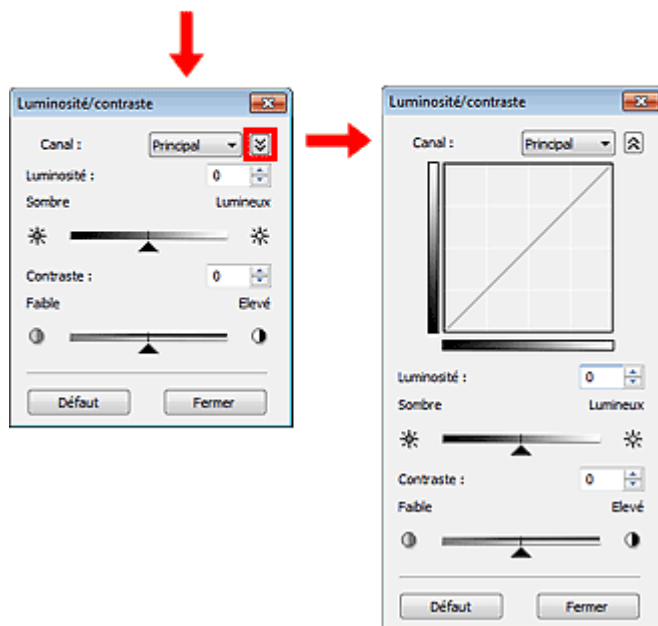 Luminosité/contraste
Canal : Principal
Luminosité : 0
Sombre Lumineux
Contraste : 0
Faible Elevé
Défaut Fermer
Luminosité/contraste
Canal : Principal
Luminosité : 0
Sombre Lumineux
Contraste : 0
Faible Elevé
Défaut Fermer